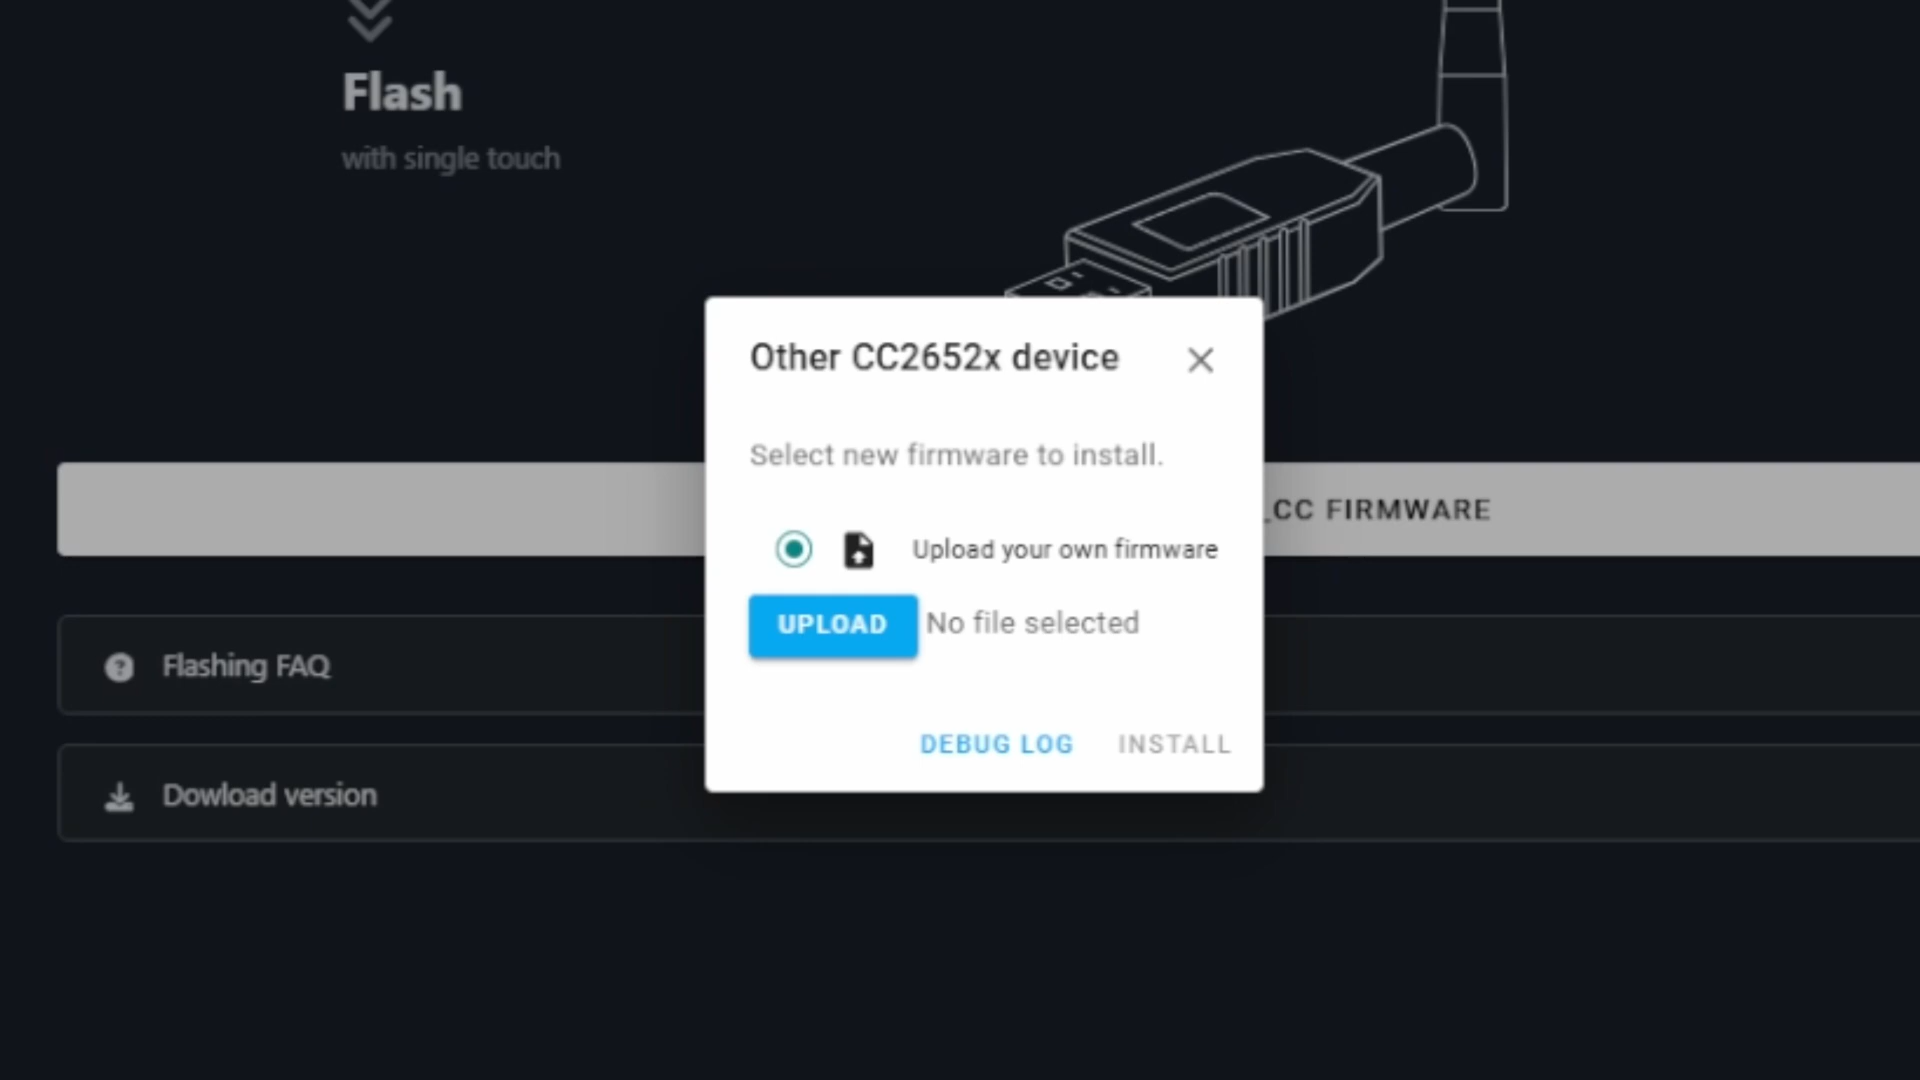 Flash
with single touch
Other CC2652x device
Select new firmware to install.
_CC FIRMWARE
Upload your own firmware
UPLOAD No file selected
Flashing FAQ
DEBUG LOG INSTALL
Dowload version